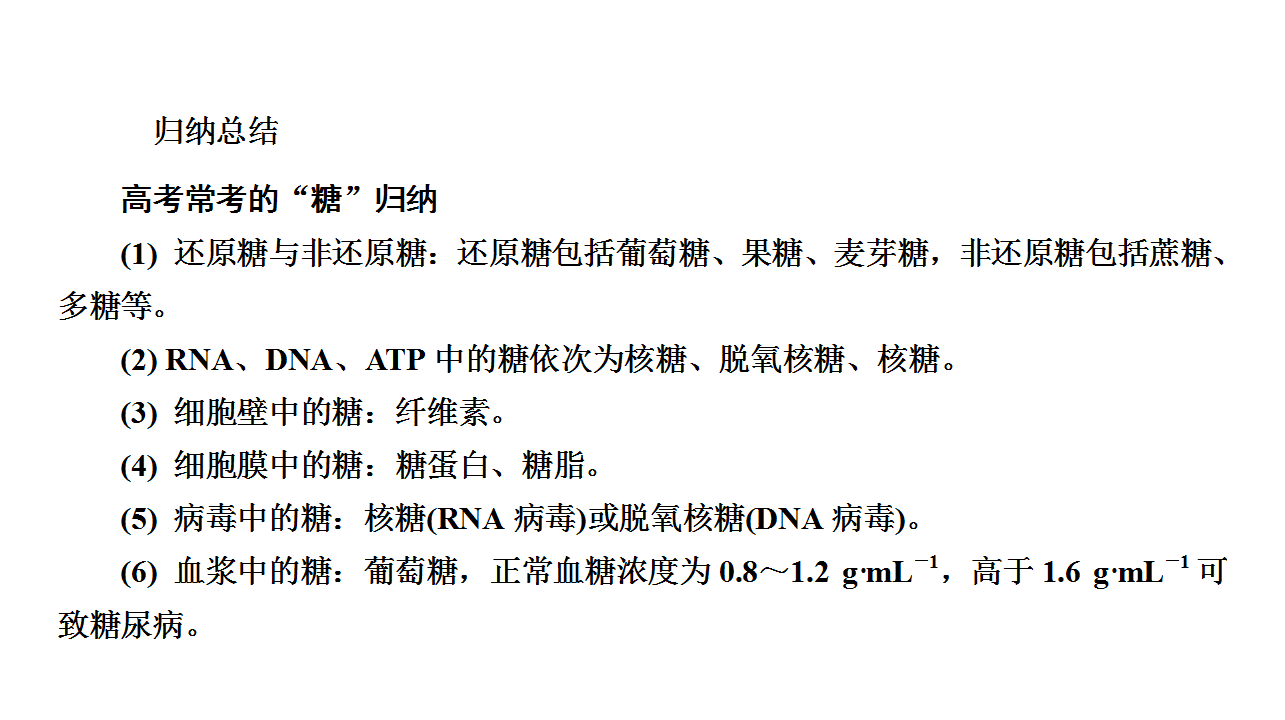 归纳总结
高考常考的“糖”归纳
(1) 还原糖与非还原糖：还原糖包括葡萄糖、果糖、麦芽糖，非还原糖包括蔗糖、
多糖等。
(2) RNA、DNA、ATP 中的糖依次为核糖、脱氧核糖、核糖。
(3) 细胞壁中的糖：纤维素。
(4) 细胞膜中的糖：糖蛋白、糖脂。
(5) 病毒中的糖：核糖(RNA 病毒)或脱氧核糖(DNA 病毒)。
(6) 血浆中的糖：葡萄糖，正常血糖浓度为 0.8～1.2 g·mL⁻¹，高于 1.6 g·mL⁻¹ 可
致糖尿病。